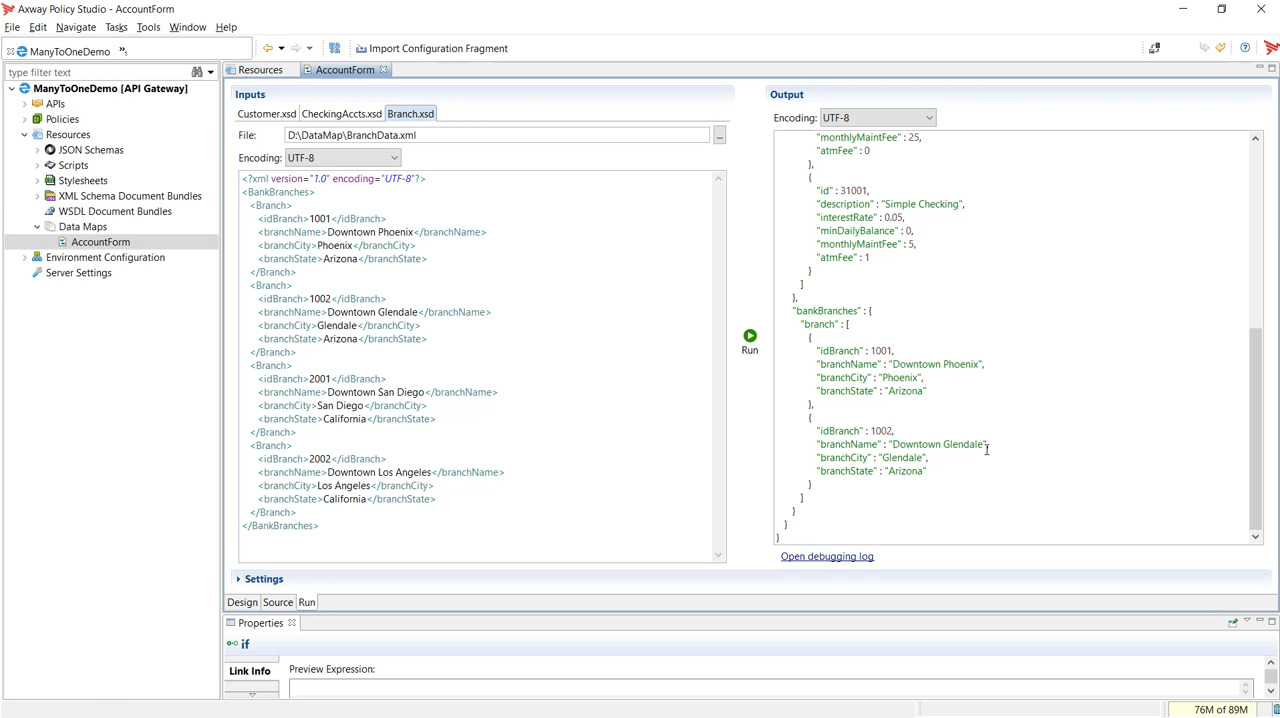 Axway Policy Studio - AccountForm
File Edit Navigate Tasks Tools Window Help
ManyToOneDemo
Import Configuration Fragment
type filter text
ManyToOneDemo [API Gateway]
APIs
Policies
Resources
JSON Schemas
Scripts
Stylesheets
XML Schema Document Bundles
WSDL Document Bundles
Data Maps
AccountForm
Environment Configuration
Server Settings
Resources AccountForm
Inputs
Customer.xsd CheckingAccts.xsd Branch.xsd
File: D:\DataMap\BranchData.xml ...
Encoding: UTF-8
<?xml version="1.0" encoding="UTF-8"?>
<BankBranches>
<Branch>
<idBranch>1001</idBranch>
<branchName>Downtown Phoenix</branchName>
<branchCity>Phoenix</branchCity>
<branchState>Arizona</branchState>
</Branch>
<Branch>
<idBranch>1002</idBranch>
<branchName>Downtown Glendale</branchName>
<branchCity>Glendale</branchCity>
<branchState>Arizona</branchState>
</Branch>
<Branch>
<idBranch>2001</idBranch>
<branchName>Downtown San Diego</branchName>
<branchCity>San Diego</branchCity>
<branchState>California</branchState>
</Branch>
<Branch>
<idBranch>2002</idBranch>
<branchName>Downtown Los Angeles</branchName>
<branchCity>Los Angeles</branchCity>
<branchState>California</branchState>
</Branch>
</BankBranches>
Run
Output
Encoding: UTF-8
"monthlyMaintFee" : 25,
"atmFee" : 0
},
{
"id" : 31001,
"description" : "Simple Checking",
"interestRate" : 0.05,
"minDailyBalance" : 0,
"monthlyMaintFee" : 5,
"atmFee" : 1
}
]
},
"bankBranches" : {
"branch" : [
{
"idBranch" : 1001,
"branchName" : "Downtown Phoenix",
"branchCity" : "Phoenix",
"branchState" : "Arizona"
},
{
"idBranch" : 1002,
"branchName" : "Downtown Glendale",
"branchCity" : "Glendale",
"branchState" : "Arizona"
}
]
}
}
}
Open debugging log
Settings
Design Source Run
Properties
if
Link Info
Preview Expression:
76M of 89M